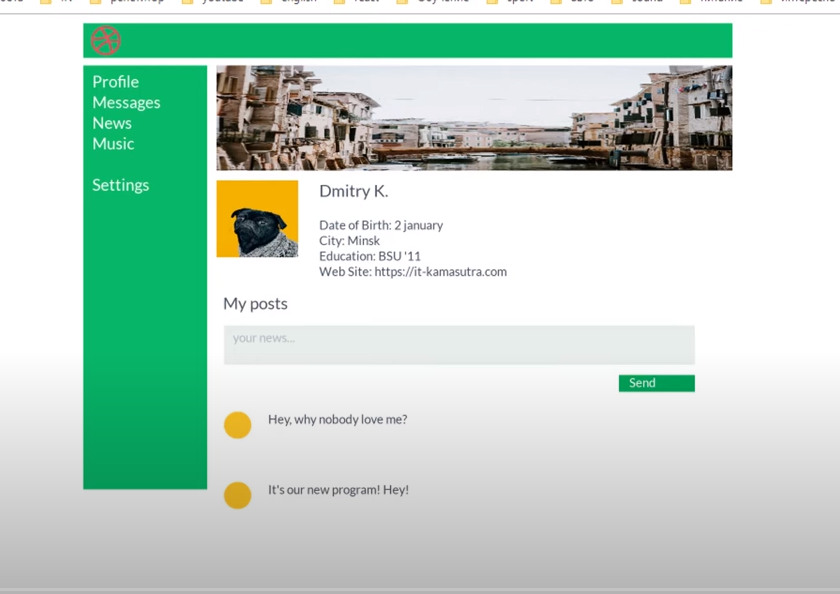 Profile
Messages
News
Music
Settings
Dmitry K.
Date of Birth: 2 january
City: Minsk
Education: BSU '11
Web Site: https://it-kamasutra.com
My posts
your news...
Send
Hey, why nobody love me?
It's our new program! Hey!